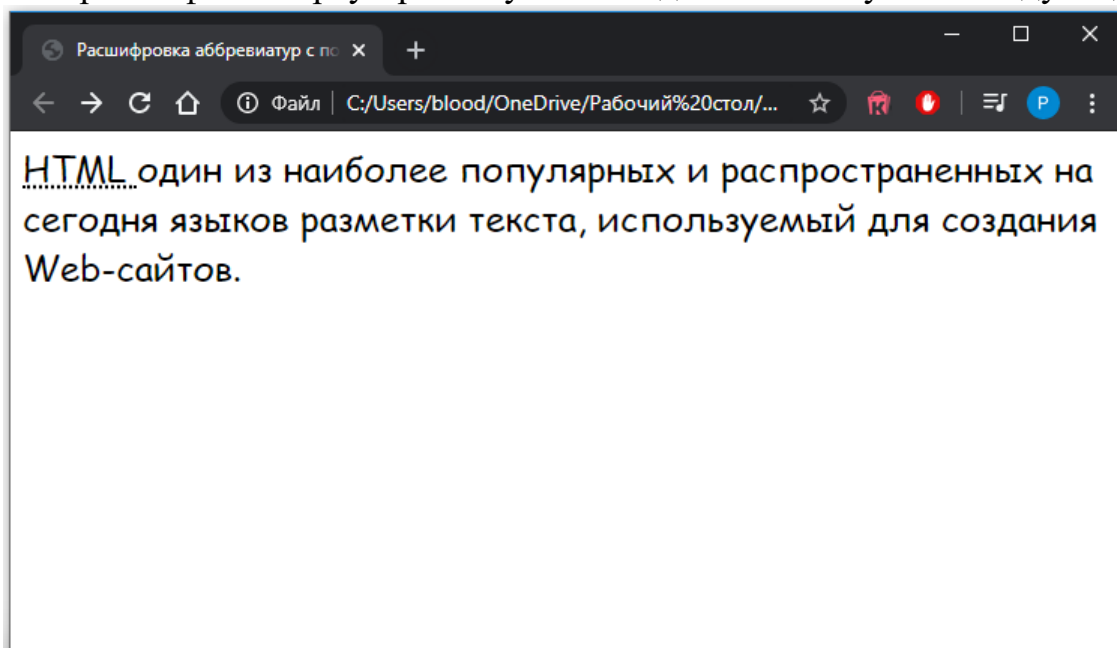 Расшифровка аббревиатур с по
Файл | C:/Users/blood/OneDrive/Рабочий%20стол/...
P
HTML один из наиболее популярных и распространенных на
сегодня языков разметки текста, используемый для создания
Web-сайтов.